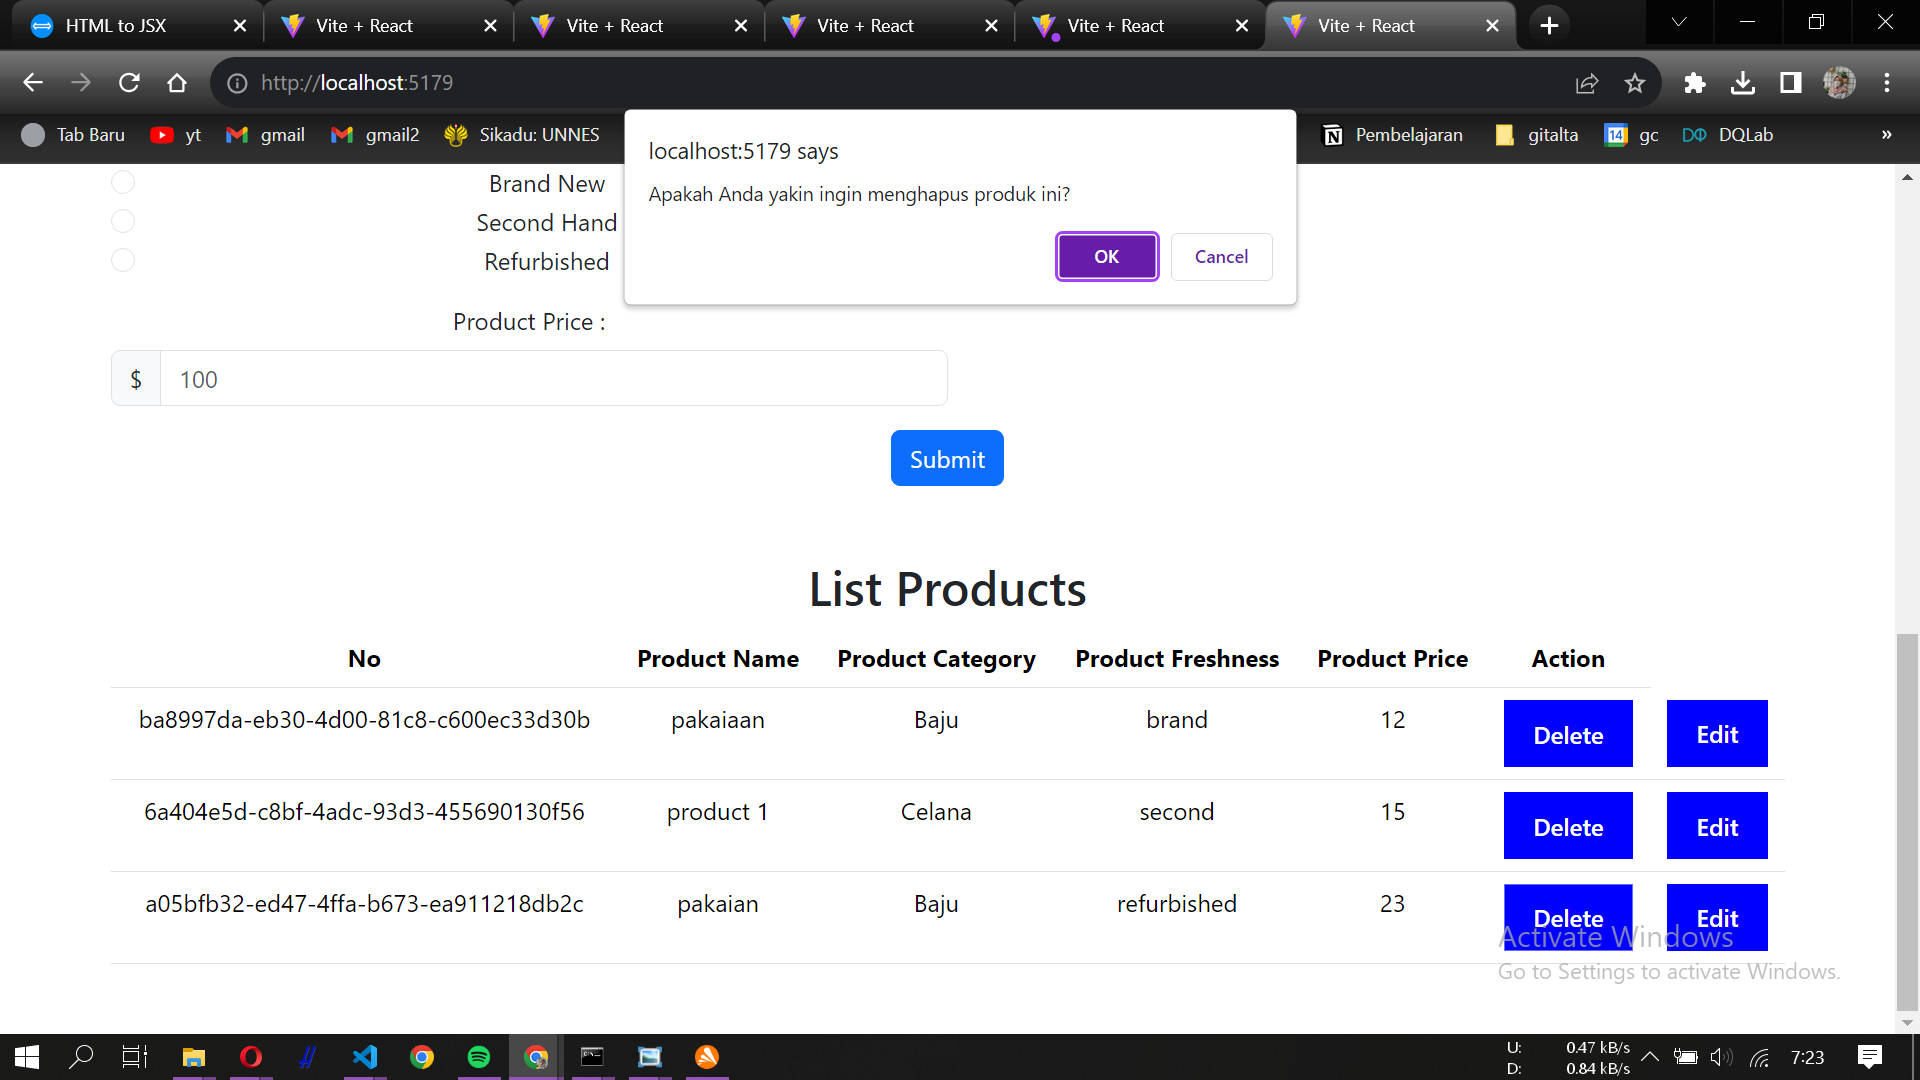 HTML to JSX
Vite + React
Vite + React
Vite + React
Vite + React
Vite + React
http://localhost:5179
Tab Baru
yt
gmail
gmail2
Sikadu: UNNES
Pembelajaran
gitalta
14
gc
DQLab
»
localhost:5179 says
Apakah Anda yakin ingin menghapus produk ini?
OK
Cancel
Brand New
Second Hand
Refurbished
Product Price :
$ 100
Submit
List Products
No Product Name Product Category Product Freshness Product Price Action
ba8997da-eb30-4d00-81c8-c600ec33d30b pakaiaan Baju brand 12 Delete Edit
6a404e5d-c8bf-4adc-93d3-455690130f56 product 1 Celana second 15 Delete Edit
a05bfb32-ed47-4ffa-b673-ea911218db2c pakaian Baju refurbished 23 Delete Edit
Activate Windows
Go to Settings to activate Windows.
U: 0.47 kB/s
D: 0.84 kB/s
7:23